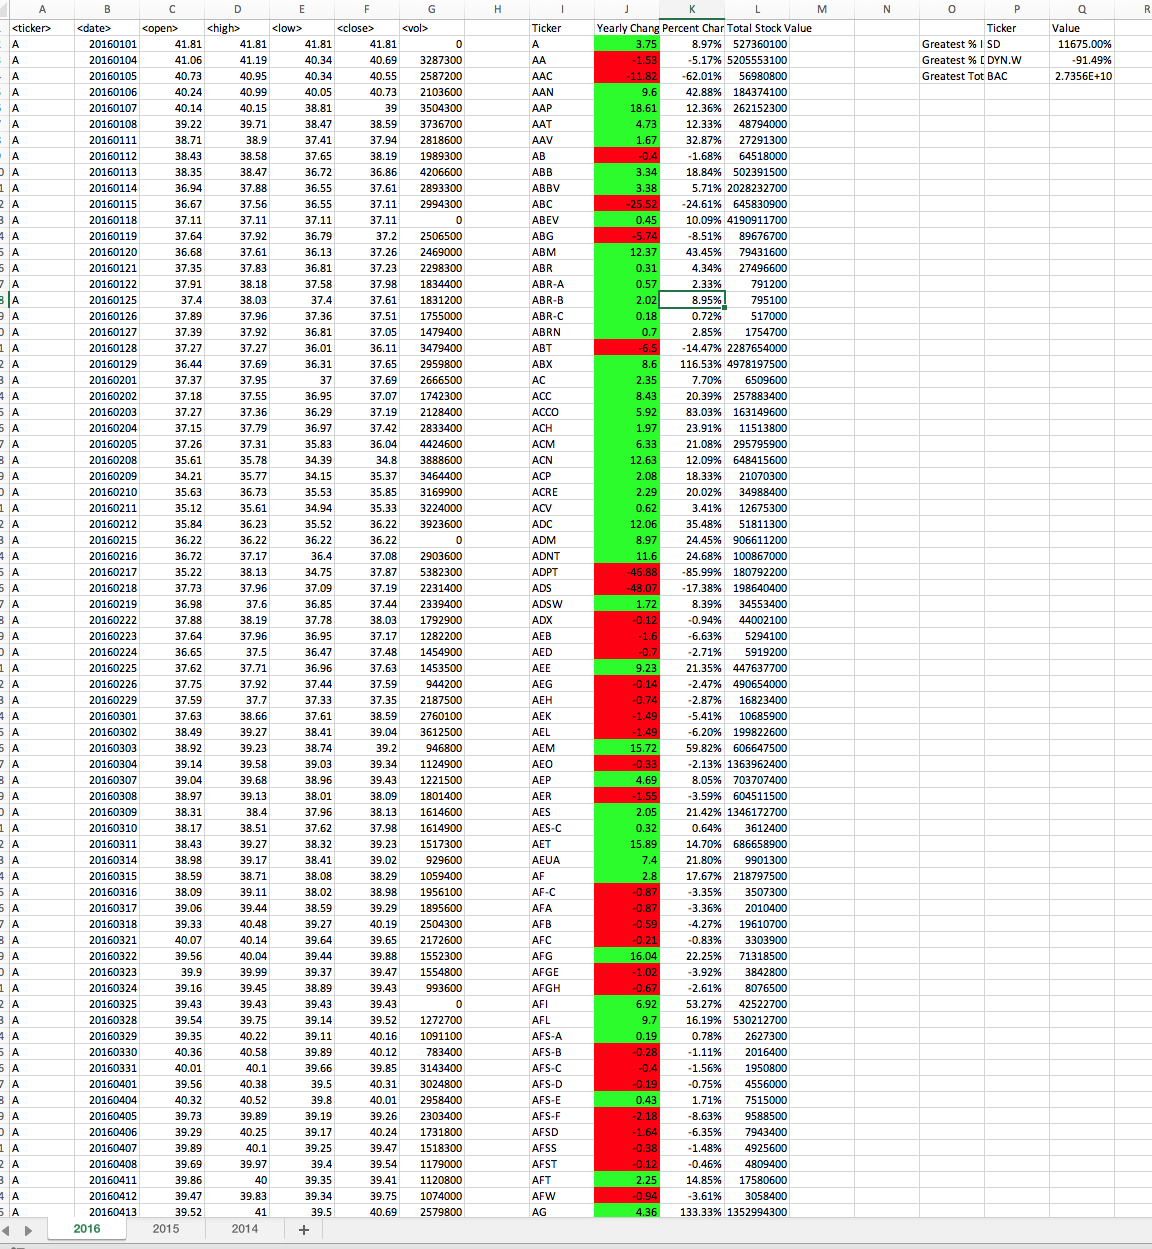 A B C D E F G H I J K L M N O P Q R
<ticker> <date> <open> <high> <low> <close> <vol> Ticker Yearly Chang Percent Char Total Stock Value Ticker Value
A 20160101 41.81 41.81 41.81 41.81 0 A 3.75 8.97% 527360100 Greatest % I SD 11675.00%
A 20160104 41.06 41.19 40.34 40.69 3287300 AA -1.53 -5.17% 5205553100 Greatest % D DYN.W -91.49%
A 20160105 40.73 40.95 40.34 40.55 2587200 AAC -11.82 -62.01% 56980800 Greatest Tot BAC 2.7356E+10
A 20160106 40.24 40.99 40.05 40.73 2103600 AAN 9.6 42.88% 184374100
A 20160107 40.14 40.15 38.81 39 3504300 AAP 18.61 12.36% 262152300
A 20160108 39.22 39.71 38.47 38.59 3736700 AAT 4.73 12.33% 48794000
A 20160111 38.71 38.9 37.41 37.94 2818600 AAV 1.67 32.87% 27291300
A 20160112 38.43 38.58 37.65 38.19 1989300 AB -0.4 -1.68% 64518000
A 20160113 38.35 38.47 36.72 36.86 4206600 ABB 3.34 18.84% 502391500
A 20160114 36.94 37.88 36.55 37.61 2893300 ABBV 3.38 5.71% 2028232700
A 20160115 36.67 37.56 36.55 37.11 2994300 ABC -25.52 -24.61% 645830900
A 20160118 37.11 37.11 37.11 37.11 0 ABEV 0.45 10.09% 4190911700
A 20160119 37.64 37.92 36.79 37.2 2506500 ABG -5.74 -8.51% 89676700
A 20160120 36.68 37.61 36.13 37.26 2469000 ABM 12.37 43.45% 79431600
A 20160121 37.35 37.83 36.81 37.23 2298300 ABR 0.31 4.34% 27496600
A 20160122 37.91 38.18 37.58 37.98 1834400 ABR-A 0.57 2.33% 791200
A 20160125 37.4 38.03 37.4 37.61 1831200 ABR-B 2.02 8.95% 795100
A 20160126 37.89 37.96 37.36 37.51 1755000 ABR-C 0.18 0.72% 517000
A 20160127 37.39 37.92 36.81 37.05 1479400 ABRN 0.7 2.85% 1754700
A 20160128 37.27 37.27 36.01 36.11 3479400 ABT -6.5 -14.47% 2287654000
A 20160129 36.44 37.69 36.31 37.65 2959800 ABX 8.6 116.53% 4978197500
A 20160201 37.37 37.95 37 37.69 2666500 AC 2.35 7.70% 6509600
A 20160202 37.18 37.55 36.95 37.07 1742300 ACC 8.43 20.39% 257883400
A 20160203 37.27 37.36 36.29 37.19 2128400 ACCO 5.92 83.03% 163149600
A 20160204 37.15 37.79 36.97 37.42 2833400 ACH 1.97 23.91% 11513800
A 20160205 37.26 37.31 35.83 36.04 4424600 ACM 6.33 21.08% 295795900
A 20160208 35.61 35.78 34.39 34.8 3888600 ACN 12.63 12.09% 648415600
A 20160209 34.21 35.77 34.15 35.37 3464400 ACP 2.08 18.33% 21070300
A 20160210 35.63 36.73 35.53 35.85 3169900 ACRE 2.29 20.02% 34988400
A 20160211 35.12 35.61 34.94 35.33 3224000 ACV 0.62 3.41% 12675300
A 20160212 35.84 36.23 35.52 36.22 3923600 ADC 12.06 35.48% 51811300
A 20160215 36.22 36.22 36.22 36.22 0 ADM 8.97 24.45% 906611200
A 20160216 36.72 37.17 36.4 37.08 2903600 ADNT 11.6 24.68% 100867000
A 20160217 35.22 38.13 34.75 37.87 5382300 ADPT -46.88 -85.99% 180792200
A 20160218 37.73 37.96 37.09 37.19 2231400 ADS -48.07 -17.38% 198640400
A 20160219 36.98 37.6 36.85 37.44 2339400 ADSW 1.72 8.39% 34553400
A 20160222 37.88 38.19 37.78 38.03 1792900 ADX -0.12 -0.94% 44002100
A 20160223 37.64 37.96 36.95 37.17 1282200 AEB -1.6 -6.63% 5294100
A 20160224 36.65 37.5 36.47 37.48 1454900 AED -0.7 -2.71% 5919200
A 20160225 37.62 37.71 36.96 37.63 1453500 AEE 9.23 21.35% 447637700
A 20160226 37.75 37.92 37.44 37.59 944200 AEG -0.14 -2.47% 490654000
A 20160229 37.59 37.7 37.33 37.35 2187500 AEH -0.74 -2.87% 16823400
A 20160301 37.63 38.66 37.61 38.59 2760100 AEK -1.49 -5.41% 10685900
A 20160302 38.49 39.27 38.41 39.04 3612500 AEL -1.49 -6.20% 199822600
A 20160303 38.92 39.23 38.74 39.2 946800 AEM 15.72 59.82% 606647500
A 20160304 39.14 39.58 39.03 39.34 1124900 AEO -0.33 -2.13% 1363962400
A 20160307 39.04 39.68 38.96 39.43 1221500 AEP 4.69 8.05% 703707400
A 20160308 38.97 39.13 38.01 38.09 1801400 AER -1.55 -3.59% 604511500
A 20160309 38.31 38.4 37.96 38.13 1614600 AES 2.05 21.42% 1346172700
A 20160310 38.17 38.51 37.62 37.98 1614900 AES-C 0.32 0.64% 3612400
A 20160311 38.43 39.27 38.32 39.23 1517300 AET 15.89 14.70% 686658900
A 20160314 38.98 39.17 38.41 39.02 929600 AEUA 7.4 21.80% 9901300
A 20160315 38.59 38.71 38.08 38.29 1059400 AF 2.8 17.67% 218797500
A 20160316 38.09 39.11 38.02 38.98 1956100 AF-C -0.87 -3.35% 3507300
A 20160317 39.06 39.44 38.59 39.29 1895600 AFA -0.87 -3.36% 2010400
A 20160318 39.33 40.48 39.27 40.19 2504300 AFB -0.59 -4.27% 19610700
A 20160321 40.07 40.14 39.64 39.65 2172600 AFC -0.21 -0.83% 3303900
A 20160322 39.56 40.04 39.44 39.88 1552300 AFG 16.04 22.25% 71318500
A 20160323 39.9 39.99 39.37 39.47 1554800 AFGE -1.02 -3.92% 3842800
A 20160324 39.16 39.45 38.89 39.43 993600 AFGH -0.67 -2.61% 8076500
A 20160325 39.43 39.43 39.43 39.43 0 AFI 6.92 53.27% 42522700
A 20160328 39.54 39.75 39.14 39.52 1272700 AFL 9.7 16.19% 530212700
A 20160329 39.35 40.22 39.11 40.16 1091100 AFS-A 0.19 0.78% 2627300
A 20160330 40.36 40.58 39.89 40.12 783400 AFS-B -0.28 -1.11% 2016400
A 20160331 40.01 40.1 39.66 39.85 3143400 AFS-C -0.4 -1.56% 1950800
A 20160401 39.56 40.38 39.5 40.31 3024800 AFS-D -0.19 -0.75% 4556000
A 20160404 40.32 40.52 39.8 40.01 2958400 AFS-E 0.43 1.71% 7515000
A 20160405 39.73 39.89 39.19 39.26 2303400 AFS-F -2.18 -8.63% 9588500
A 20160406 39.29 40.25 39.17 40.24 1731800 AFSD -1.64 -6.35% 7943400
A 20160407 39.89 40.1 39.25 39.47 1518300 AFSS -0.38 -1.48% 4925600
A 20160408 39.69 39.97 39.4 39.54 1179000 AFST -0.12 -0.46% 4809400
A 20160411 39.86 40 39.35 39.41 1120800 AFT 2.25 14.85% 17580600
A 20160412 39.47 39.83 39.34 39.75 1074000 AFW -0.94 -3.61% 3058400
A 20160413 39.52 41 39.5 40.69 2579800 AG 4.36 133.33% 1352994300
2016 2015 2014 +